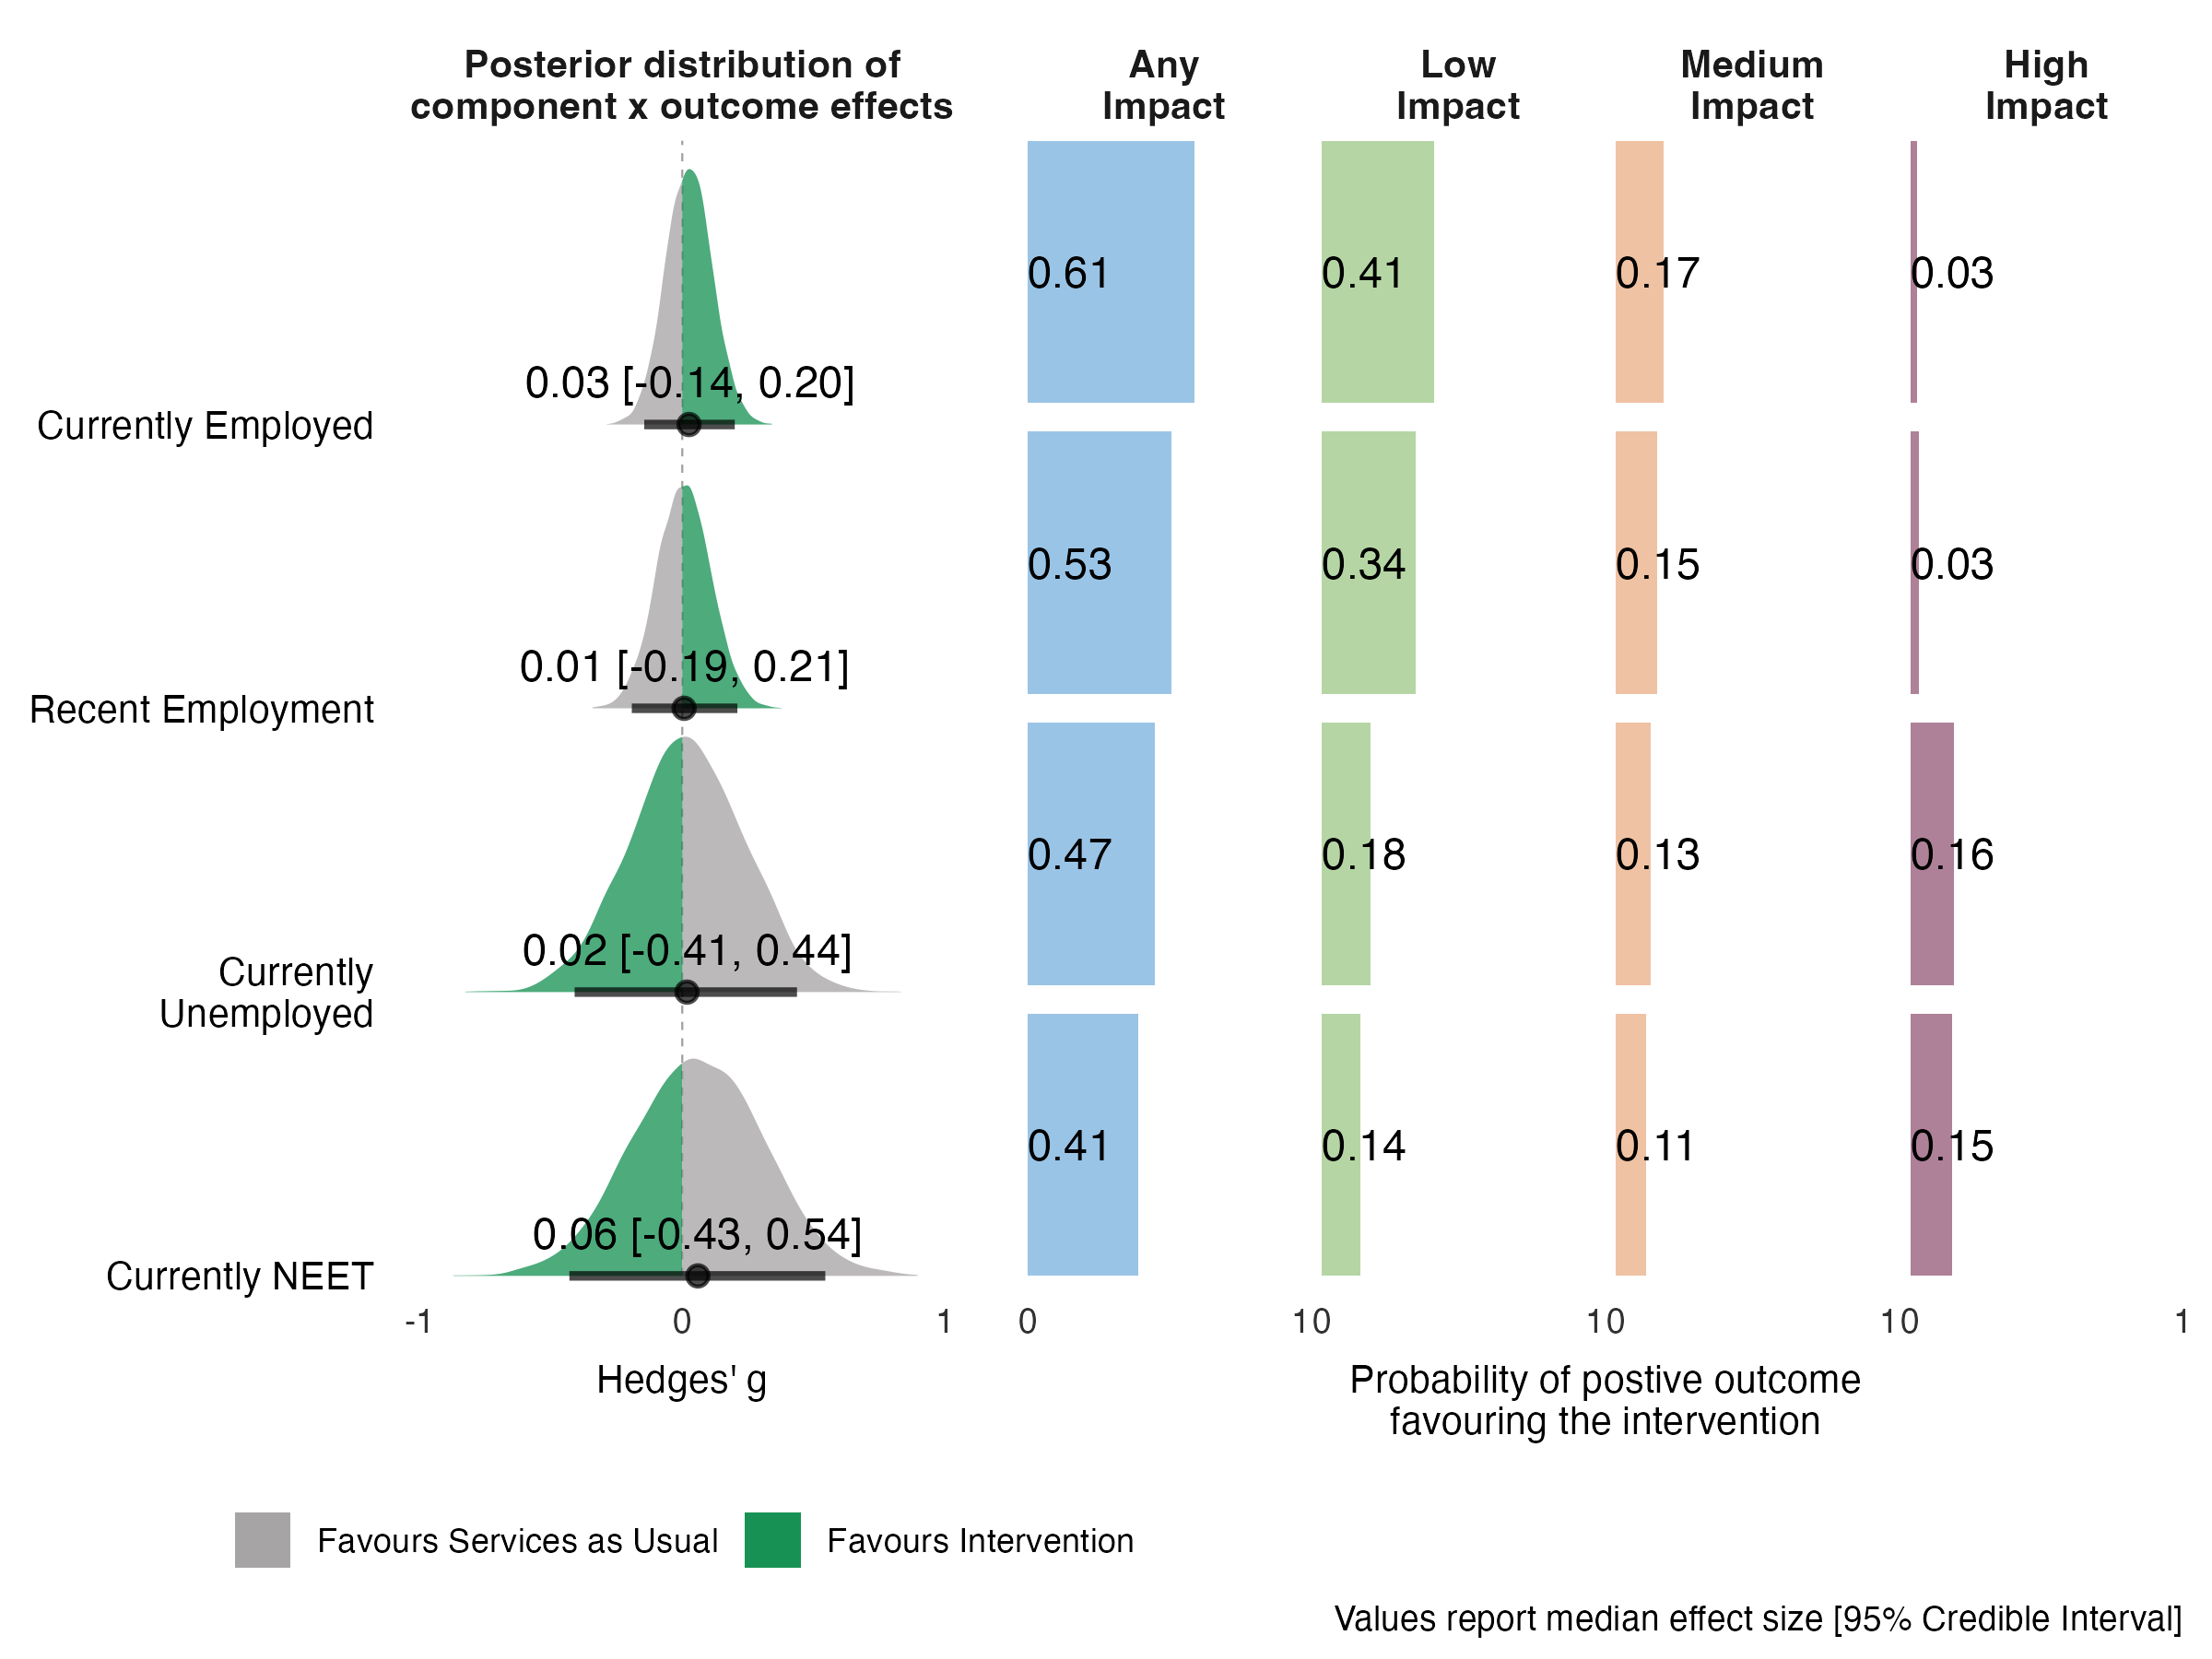 Posterior distribution of
component x outcome effects
Any
Impact
Low
Impact
Medium
Impact
High
Impact
Currently Employed
0.03 [-0.14, 0.20]
0.61
0.41
0.17
0.03
Recent Employment
0.01 [-0.19, 0.21]
0.53
0.34
0.15
0.03
Currently
Unemployed
0.02 [-0.41, 0.44]
0.47
0.18
0.13
0.16
Currently NEET
0.06 [-0.43, 0.54]
0.41
0.14
0.11
0.15
-1 0 1
0 10 10 10 1
Hedges' g
Probability of postive outcome
favouring the intervention
Favours Services as Usual
Favours Intervention
Values report median effect size [95% Credible Interval]